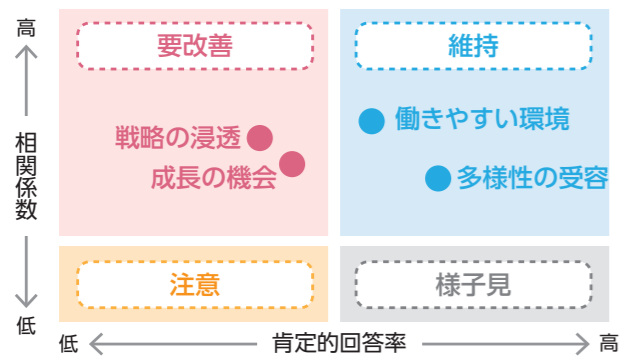 高
相関係数
低
要改善
維持
戦略の浸透
成長の機会
働きやすい環境
多様性の受容
注意
様子見
低
肯定的回答率
高